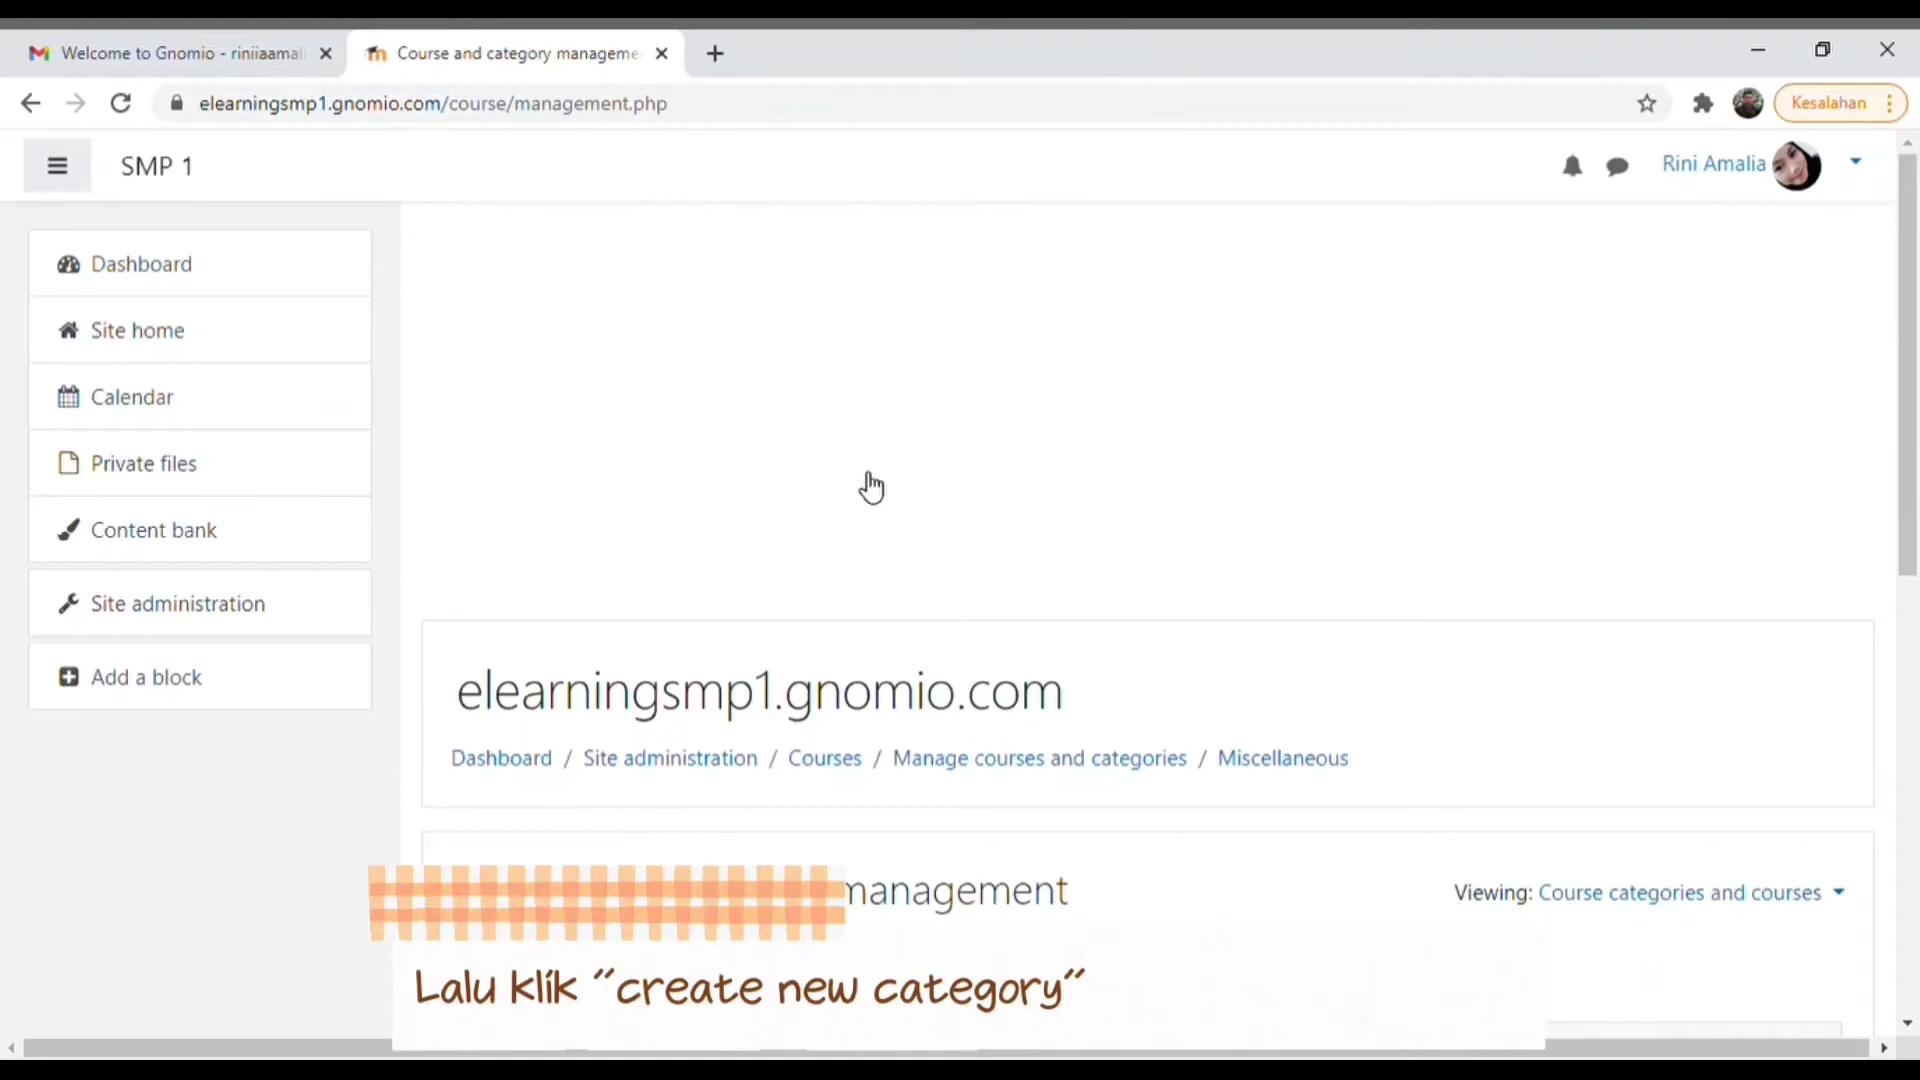 Welcome to Gnomio - riniiaamali
Course and category manageme
elearningsmp1.gnomio.com/course/management.php
Kesalahan
SMP 1
Rini Amalia
Dashboard
Site home
Calendar
Private files
Content bank
Site administration
Add a block
elearningsmp1.gnomio.com
Dashboard / Site administration / Courses / Manage courses and categories / Miscellaneous
management
Viewing: Course categories and courses
Lalu klik "create new category"